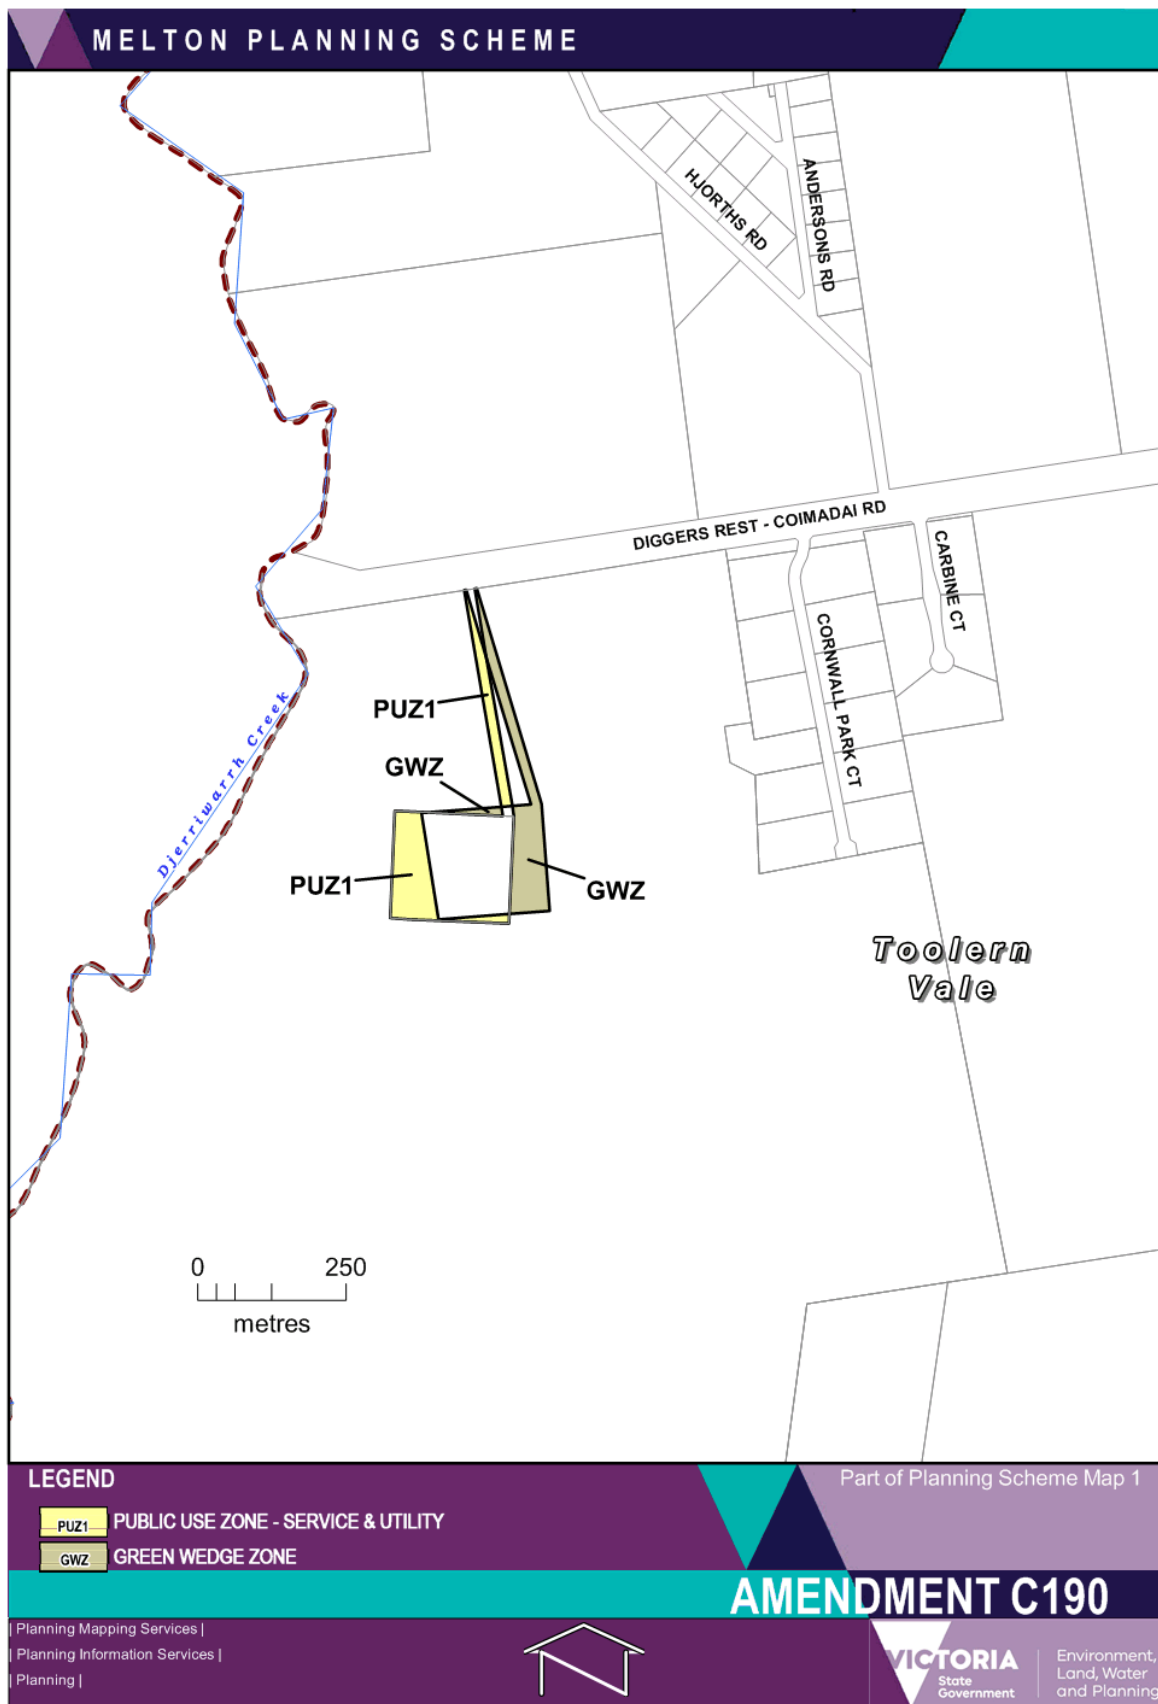 MELTON PLANNING SCHEME
HJORTHS RD
ANDERSONS RD
DIGGERS REST - COIMADAI RD
CARBINE CT
CORNWALL PARK CT
PUZ1
GWZ
Djerriwarrh Creek
PUZ1
GWZ
Toolern
Vale
0 250
metres
LEGEND
Part of Planning Scheme Map 1
PUZ1 PUBLIC USE ZONE - SERVICE & UTILITY
GWZ GREEN WEDGE ZONE
AMENDMENT C190
| Planning Mapping Services |
| Planning Information Services |
| Planning |
VICTORIA
State
Government
Environment,
Land, Water
and Planning